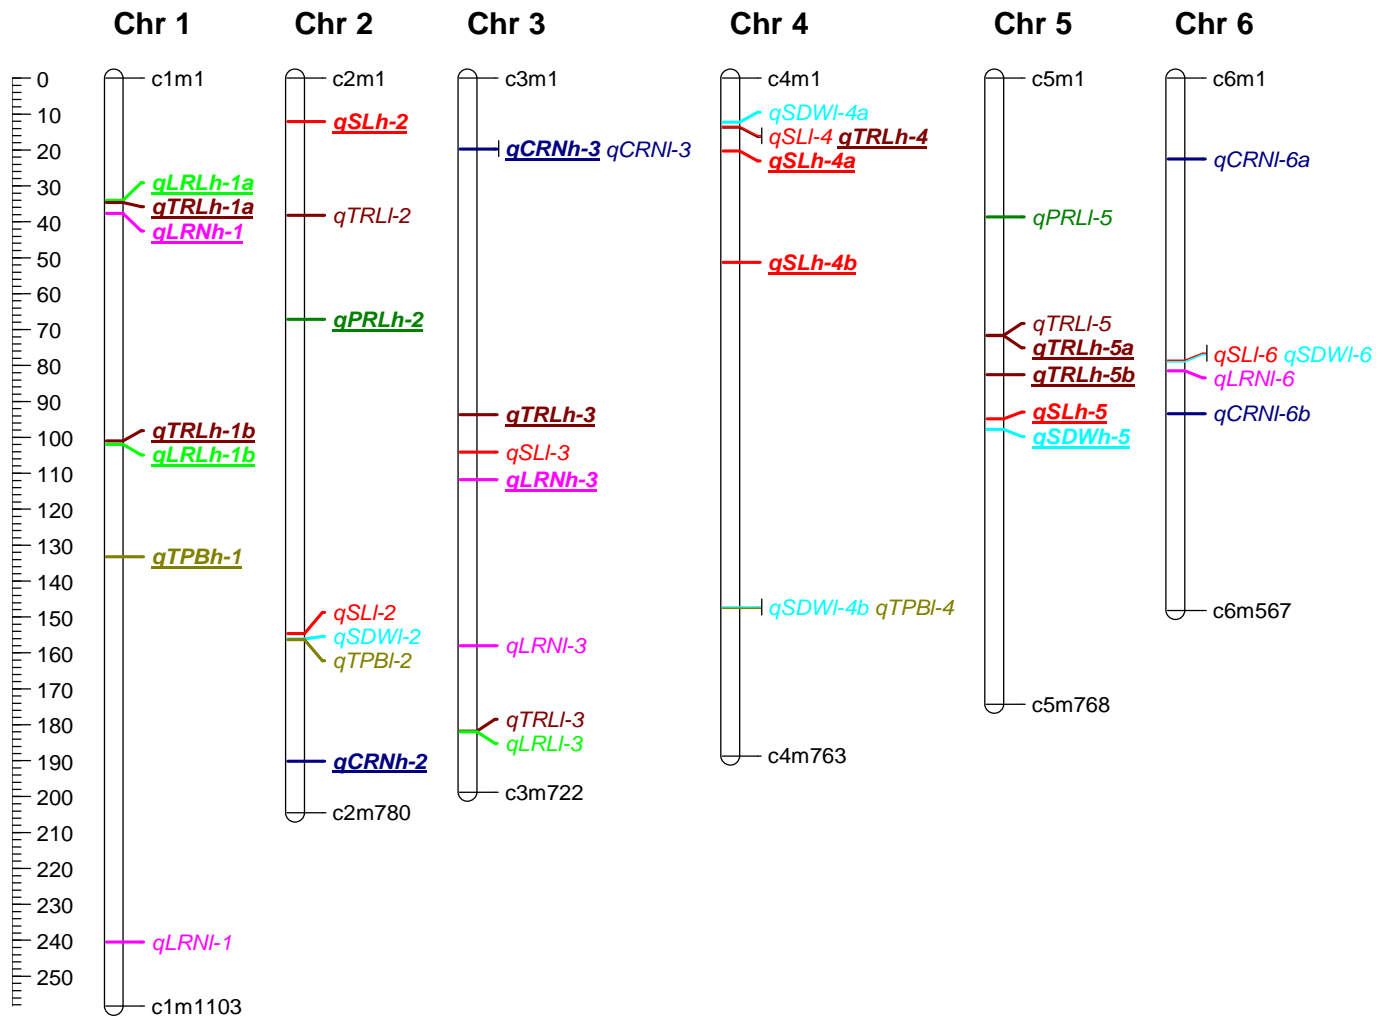 Chr 1 Chr 2 Chr 3 Chr 4 Chr 5 Chr 6
0
10
20
30
40
50
60
70
80
90
100
110
120
130
140
150
160
170
180
190
200
210
220
230
240
250
c1m1
qLRLh-1a
qTRLh-1a
qLRNh-1
qTRLh-1b
qLRLh-1b
qTPBh-1
qLRNl-1
c1m1103
c2m1
qSLh-2
qTRLl-2
qPRLh-2
qSLl-2
qSDWl-2
qTPBl-2
qCRNh-2
c2m780
c3m1
qCRNh-3 qCRNl-3
qTRLh-3
qSLl-3
qLRNh-3
qLRNl-3
qTRLl-3
qLRLl-3
c3m722
c4m1
qSDWl-4a
qSLl-4 qTRLh-4
qSLh-4a
qSLh-4b
qSDWl-4b qTPBl-4
c4m763
c5m1
qPRLl-5
qTRLl-5
qTRLh-5a
qTRLh-5b
qSLh-5
qSDWh-5
c5m768
c6m1
qCRNl-6a
qSLl-6 qSDWl-6
qLRNl-6
qCRNl-6b
c6m567